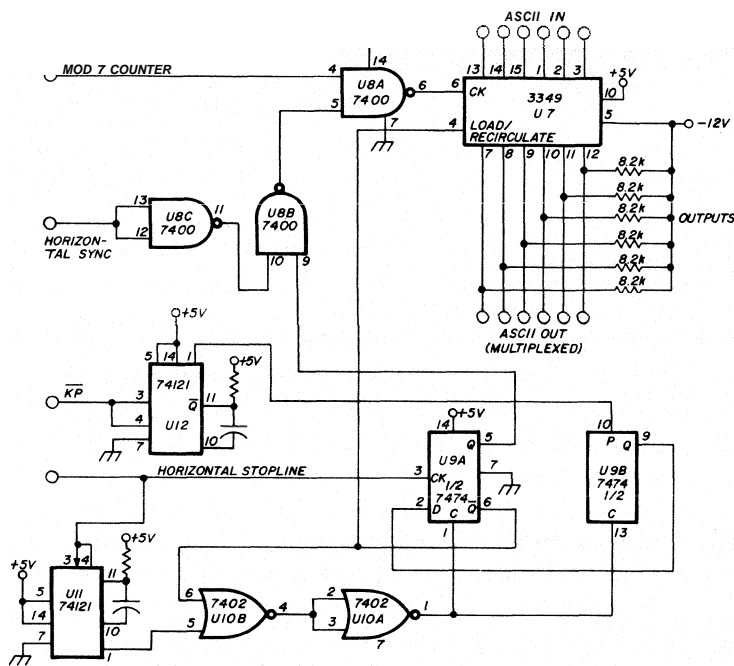 ASCII IN
MOD 7 COUNTER
4
14
U8A
7400
5
6
7
13
14
15
1
2
3
6
CK
3349
U7
+5V
10
5
-12V
4
LOAD/
RECIRCULATE
7
8
9
10
11
12
8.2k
8.2k
8.2k
8.2k
8.2k
8.2k
OUTPUTS
ASCII OUT
(MULTIPLEXED)
13
12
U8C
7400
11
HORIZON-
TAL SYNC
U8B
7400
10
9
+5V
5
14
1
74121
U12
K̅P̅
3
4
7
Q̅
11
10
+5V
HORIZONTAL STOPLINE
+5V
14
U9A
1/2
7474
3
CK
2
D
Q
5
7
Q̅
6
C
1
10
P
Q
9
U9B
7474
1/2
C
13
+5V
3
4
U11
74121
5
14
7
11
10
1
+5V
6
5
7402
U10B
4
2
3
7402
U10A
1
7